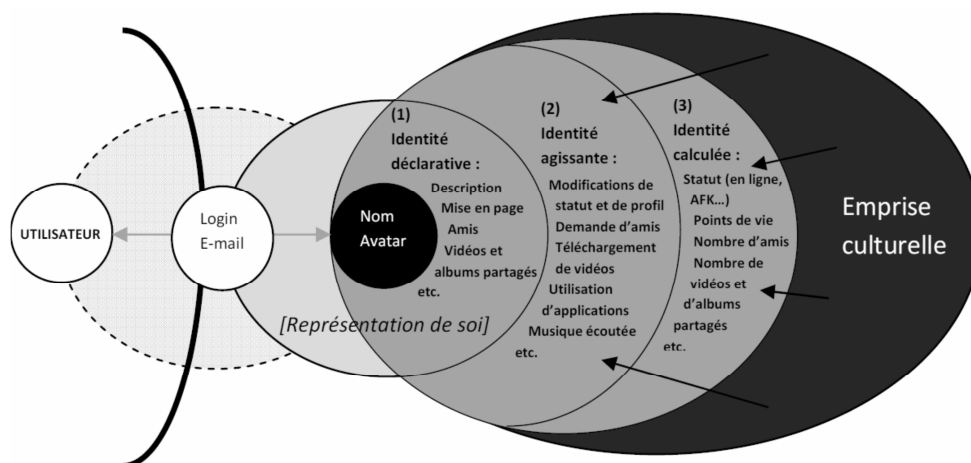 UTILISATEUR
Login
E-mail
Nom
Avatar
(1)
Identité
déclarative :
Description
Mise en page
Amis
Vidéos et
albums partagés
etc.
[Représentation de soi]
(2)
Identité
agissante :
Modifications de
statut et de profil
Demande d’amis
Téléchargement
de vidéos
Utilisation
d’applications
Musique écoutée
etc.
(3)
Identité
calculée :
Statut (en ligne,
AFK...)
Points de vie
Nombre d’amis
Nombre de
vidéos et
d’albums
partagés
etc.
Emprise
culturelle